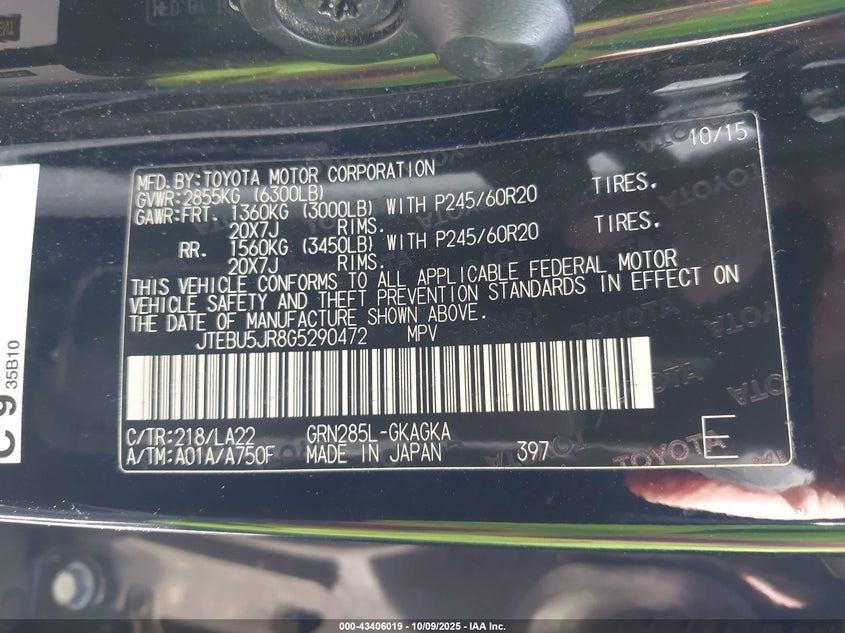 10/15
MFD.BY:TOYOTA MOTOR CORPORATION
GVWR:2855KG (6300LB)
GAWR:FRT. 1360KG (3000LB) WITH P245/60R20 TIRES,
20X7J RIMS.
RR. 1560KG (3450LB) WITH P245/60R20 TIRES,
20X7J RIMS.
THIS VEHICLE CONFORMS TO ALL APPLICABLE FEDERAL MOTOR
VEHICLE SAFETY AND THEFT PREVENTION STANDARDS IN EFFECT ON
THE DATE OF MANUFACTURE SHOWN ABOVE.
JTEBU5JR8G5290472 MPV
C/TR:218/LA22 GRN285L-GKAGKA
A/TM:A01A/A750F MADE IN JAPAN 397 E
TOYOTA TOYOTA
C 9 35B10
000-43406019 - 10/09/2025 - IAA Inc.